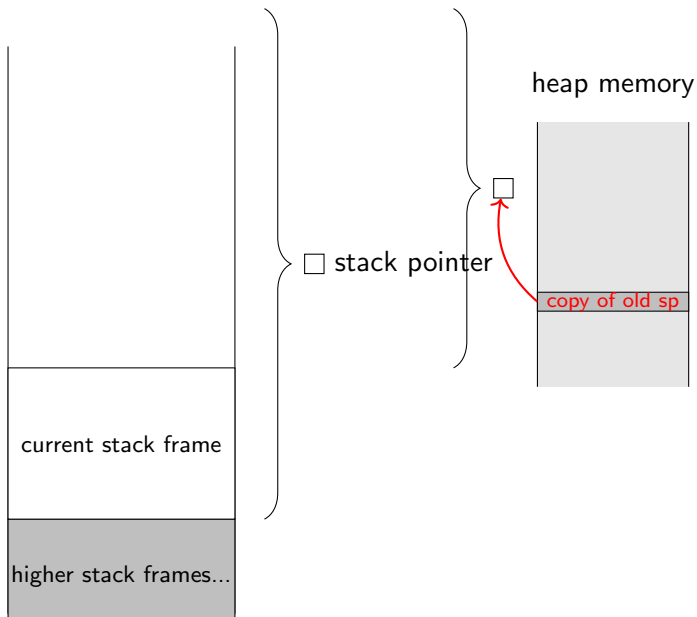 heap memory
□
□ stack pointer
copy of old sp
current stack frame
higher stack frames...